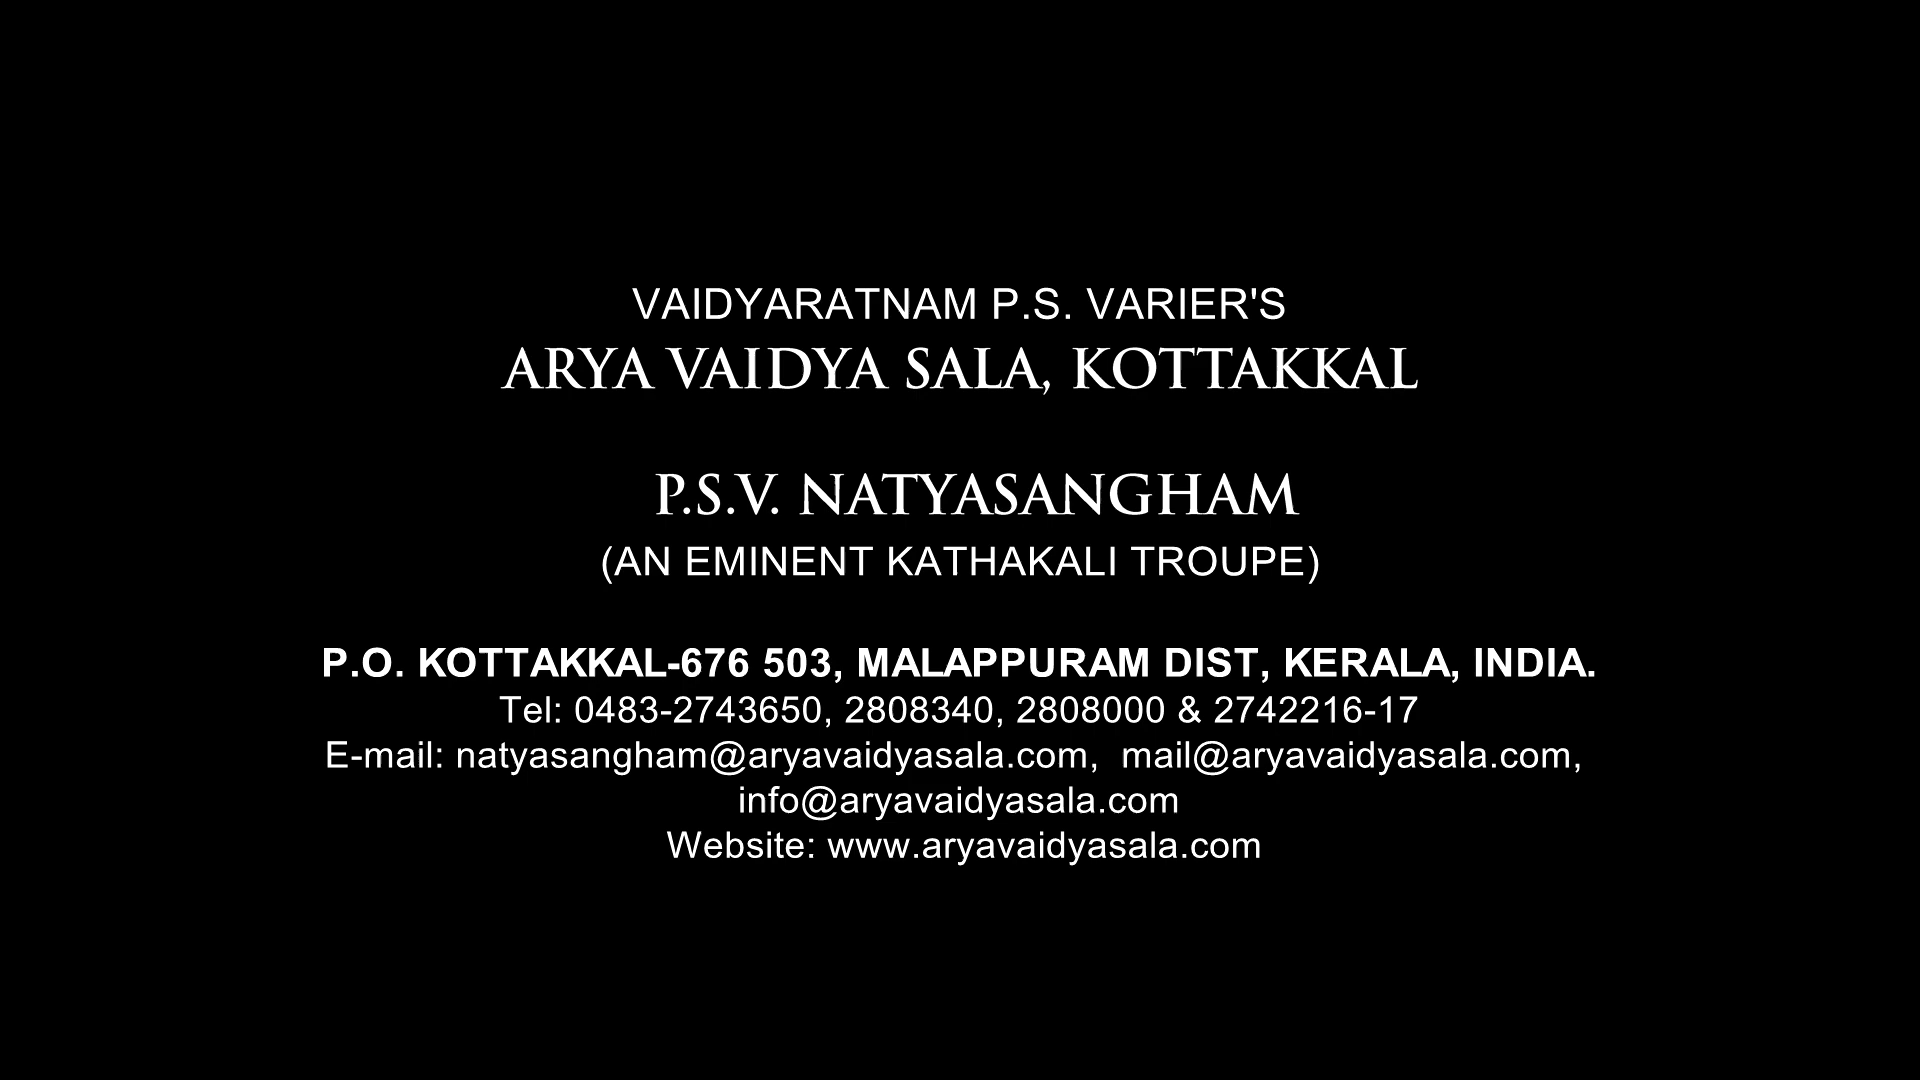 VAIDYARATNAM P.S. VARIER'S
ARYA VAIDYA SALA, KOTTAKKAL
P.S.V. NATYASANGHAM
(AN EMINENT KATHAKALI TROUPE)
P.O. KOTTAKKAL-676 503, MALAPPURAM DIST, KERALA, INDIA.
Tel: 0483-2743650, 2808340, 2808000 & 2742216-17
E-mail: natyasangham@aryavaidyasala.com, mail@aryavaidyasala.com,
info@aryavaidyasala.com
Website: www.aryavaidyasala.com